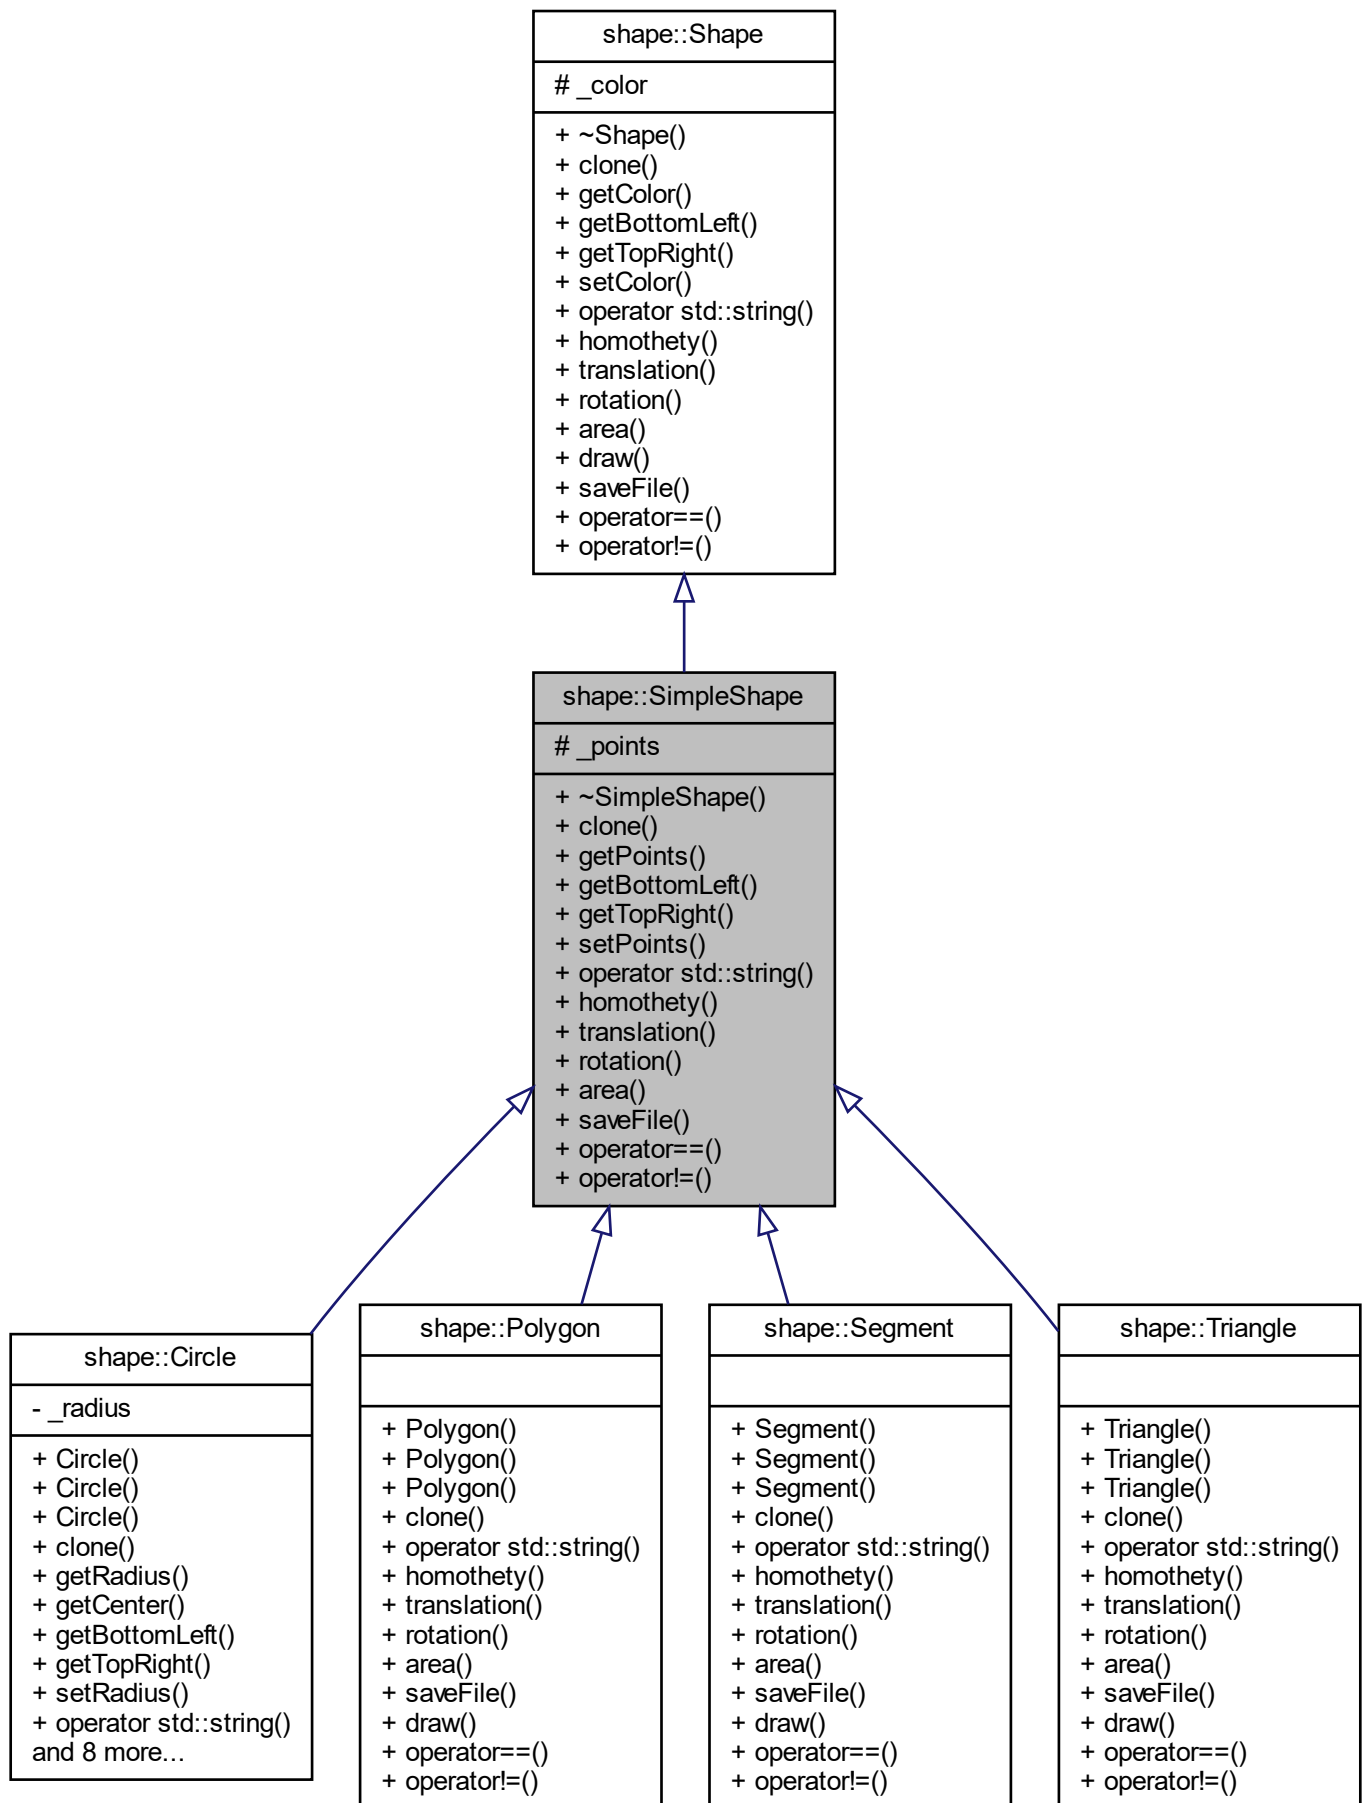 shape::Shape
# _color
+ ~Shape()
+ clone()
+ getColor()
+ getBottomLeft()
+ getTopRight()
+ setColor()
+ operator std::string()
+ homothety()
+ translation()
+ rotation()
+ area()
+ draw()
+ saveFile()
+ operator==()
+ operator!=()
shape::SimpleShape
# _points
+ ~SimpleShape()
+ clone()
+ getPoints()
+ getBottomLeft()
+ getTopRight()
+ setPoints()
+ operator std::string()
+ homothety()
+ translation()
+ rotation()
+ area()
+ saveFile()
+ operator==()
+ operator!=()
shape::Circle
- _radius
+ Circle()
+ Circle()
+ Circle()
+ clone()
+ getRadius()
+ getCenter()
+ getBottomLeft()
+ getTopRight()
+ setRadius()
+ operator std::string()
and 8 more...
shape::Polygon
+ Polygon()
+ Polygon()
+ Polygon()
+ clone()
+ operator std::string()
+ homothety()
+ translation()
+ rotation()
+ area()
+ saveFile()
+ draw()
+ operator==()
+ operator!=()
shape::Segment
+ Segment()
+ Segment()
+ Segment()
+ clone()
+ operator std::string()
+ homothety()
+ translation()
+ rotation()
+ area()
+ saveFile()
+ draw()
+ operator==()
+ operator!=()
shape::Triangle
+ Triangle()
+ Triangle()
+ Triangle()
+ clone()
+ operator std::string()
+ homothety()
+ translation()
+ rotation()
+ area()
+ saveFile()
+ draw()
+ operator==()
+ operator!=()